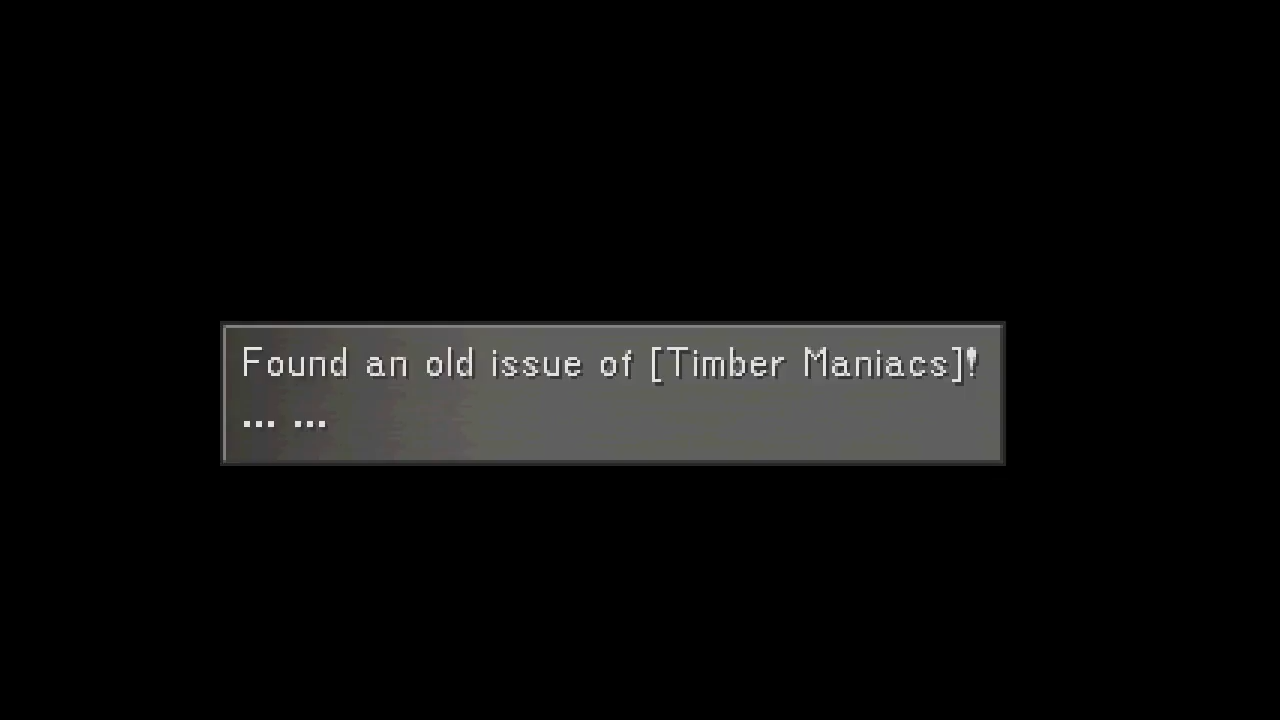 Found an old issue of [Timber Maniacs]!
... ...